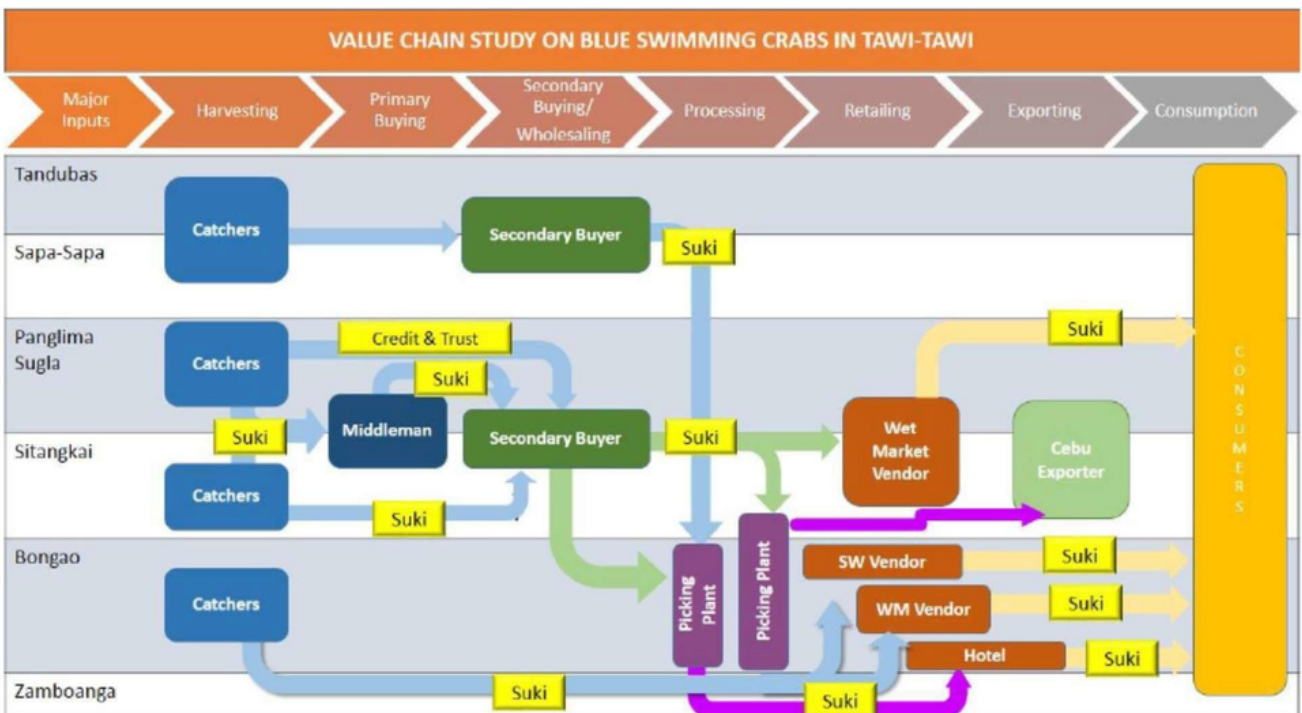 VALUE CHAIN STUDY ON BLUE SWIMMING CRABS IN TAWI-TAWI
Major
Inputs
Harvesting
Primary
Buying
Secondary
Buying/
Wholesaling
Processing
Retailing
Exporting
Consumption
Tandubas
Catchers
Secondary Buyer
Suki
Sapa-Sapa
Panglima
Sugla
Catchers
Credit & Trust
Suki
Suki
Suki
Middleman
Secondary Buyer
Suki
Wet
Market
Vendor
Cebu
Exporter
CONSUMERS
Sitangkai
Catchers
Suki
Bongao
Catchers
Picking
Plant
Picking Plant
SW Vendor
Suki
WM Vendor
Suki
Hotel
Suki
Zamboanga
Suki
Suki